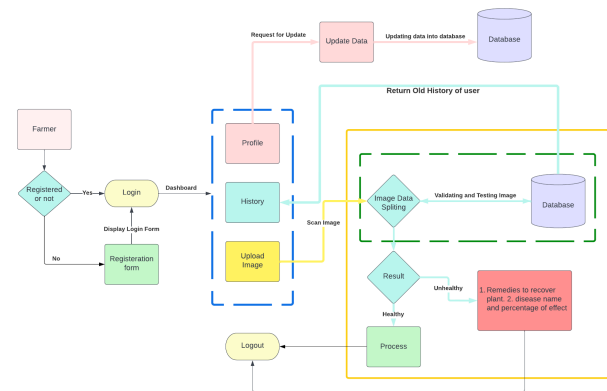 Request for Update
Update Data
Updating data into database
Database
Return Old History of user
Farmer
Profile
Registered
or not
Yes
Login
Dashboard
History
Image Data
Spliting
Validating and Testing Image
Database
Scan Image
Display Login Form
No
Registeration
form
Upload
Image
Result
Unhealthy
1. Remedies to recover
plant. 2. disease name
and percentage of effect
Healthy
Logout
Process